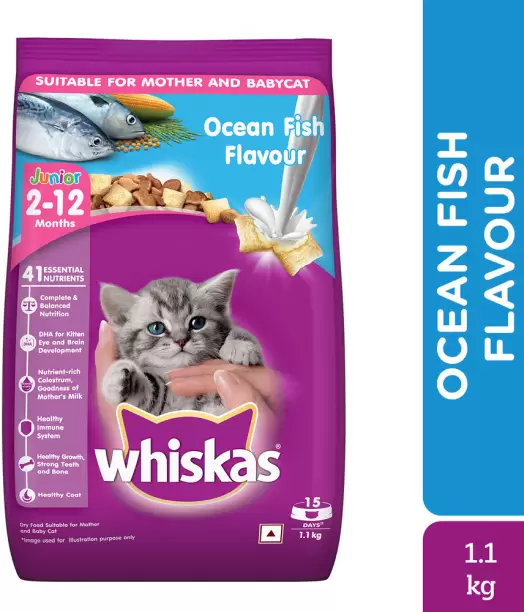 SUITABLE FOR MOTHER AND BABYCAT
Ocean Fish
Flavour
Junior
2-12
Months
41 ESSENTIAL
NUTRIENTS
Complete &
Balanced
Nutrition
DHA for Kitten
Eye and Brain
Development
Nutrient-rich
Colostrum,
Goodness of
Mother's Milk
Healthy
Immune
System
Healthy Growth,
Strong Teeth
and Bone
Healthy Coat
whiskas®
Dry Food Suitable for Mother
and Baby Cat
*Image used for illustration purpose only
15
DAYS*
1.1 kg
OCEAN FISH
FLAVOUR
1.1
kg